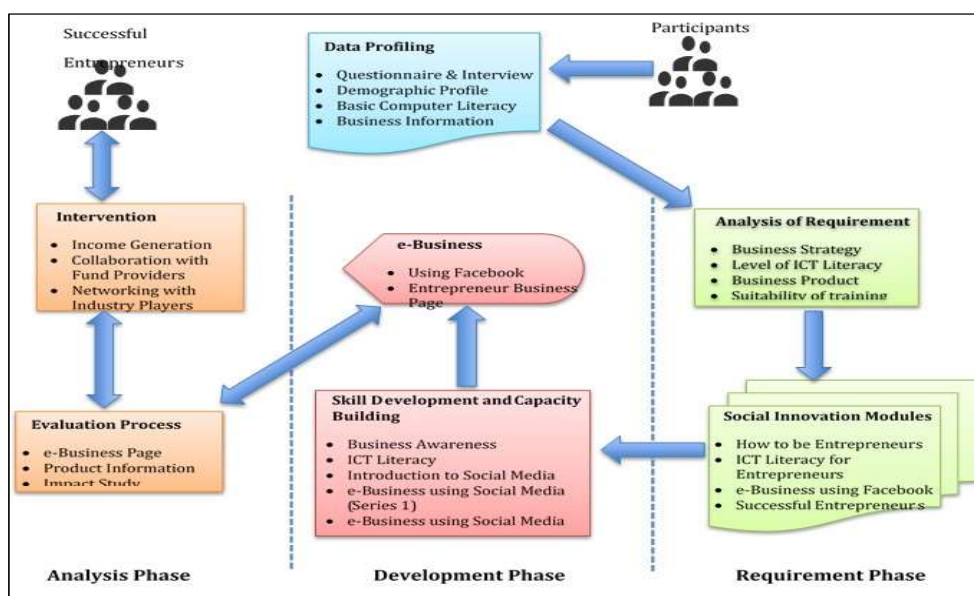 Successful
Entrepreneurs
Participants
Data Profiling
• Questionnaire & Interview
• Demographic Profile
• Basic Computer Literacy
• Business Information
Intervention
• Income Generation
• Collaboration with
Fund Providers
• Networking with
Industry Players
e-Business
• Using Facebook
• Entrepreneur Business
Page
Analysis of Requirement
• Business Strategy
• Level of ICT Literacy
• Business Product
• Suitability of training
Evaluation Process
• e-Business Page
• Product Information
• Impact Study
Skill Development and Capacity
Building
• Business Awareness
• ICT Literacy
• Introduction to Social Media
• e-Business using Social Media
(Series 1)
• e-Business using Social Media
Social Innovation Modules
• How to be Entrepreneurs
• ICT Literacy for
Entrepreneurs
• e-Business using Facebook
• Successful Entrepreneurs
Analysis Phase
Development Phase
Requirement Phase